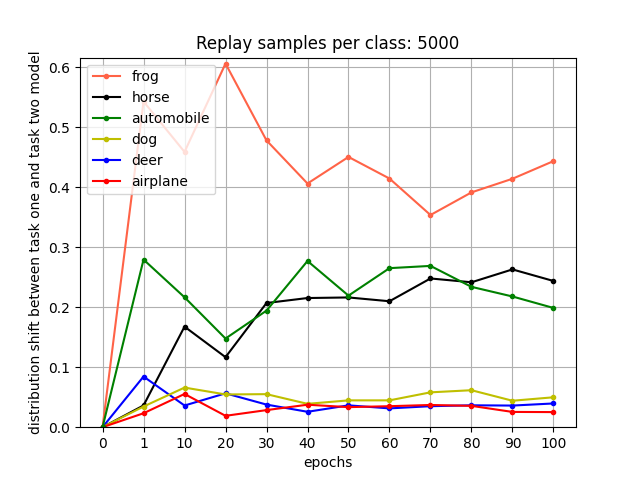 Replay samples per class: 5000
distribution shift between task one and task two model
0.6
0.5
0.4
0.3
0.2
0.1
0.0
frog
horse
automobile
dog
deer
airplane
0 1 10 20 30 40 50 60 70 80 90 100
epochs